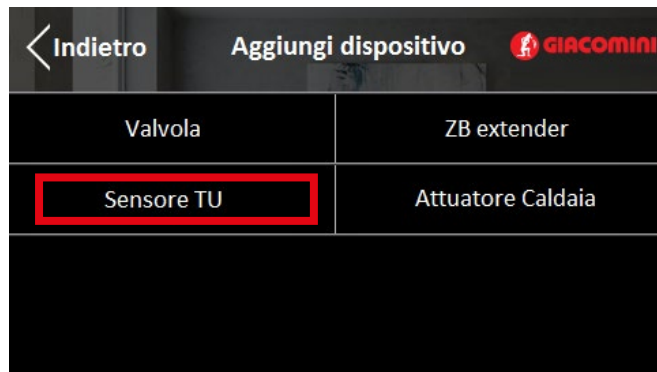 Indietro Aggiungi dispositivo GIACOMINI
Valvola ZB extender
Sensore TU Attuatore Caldaia